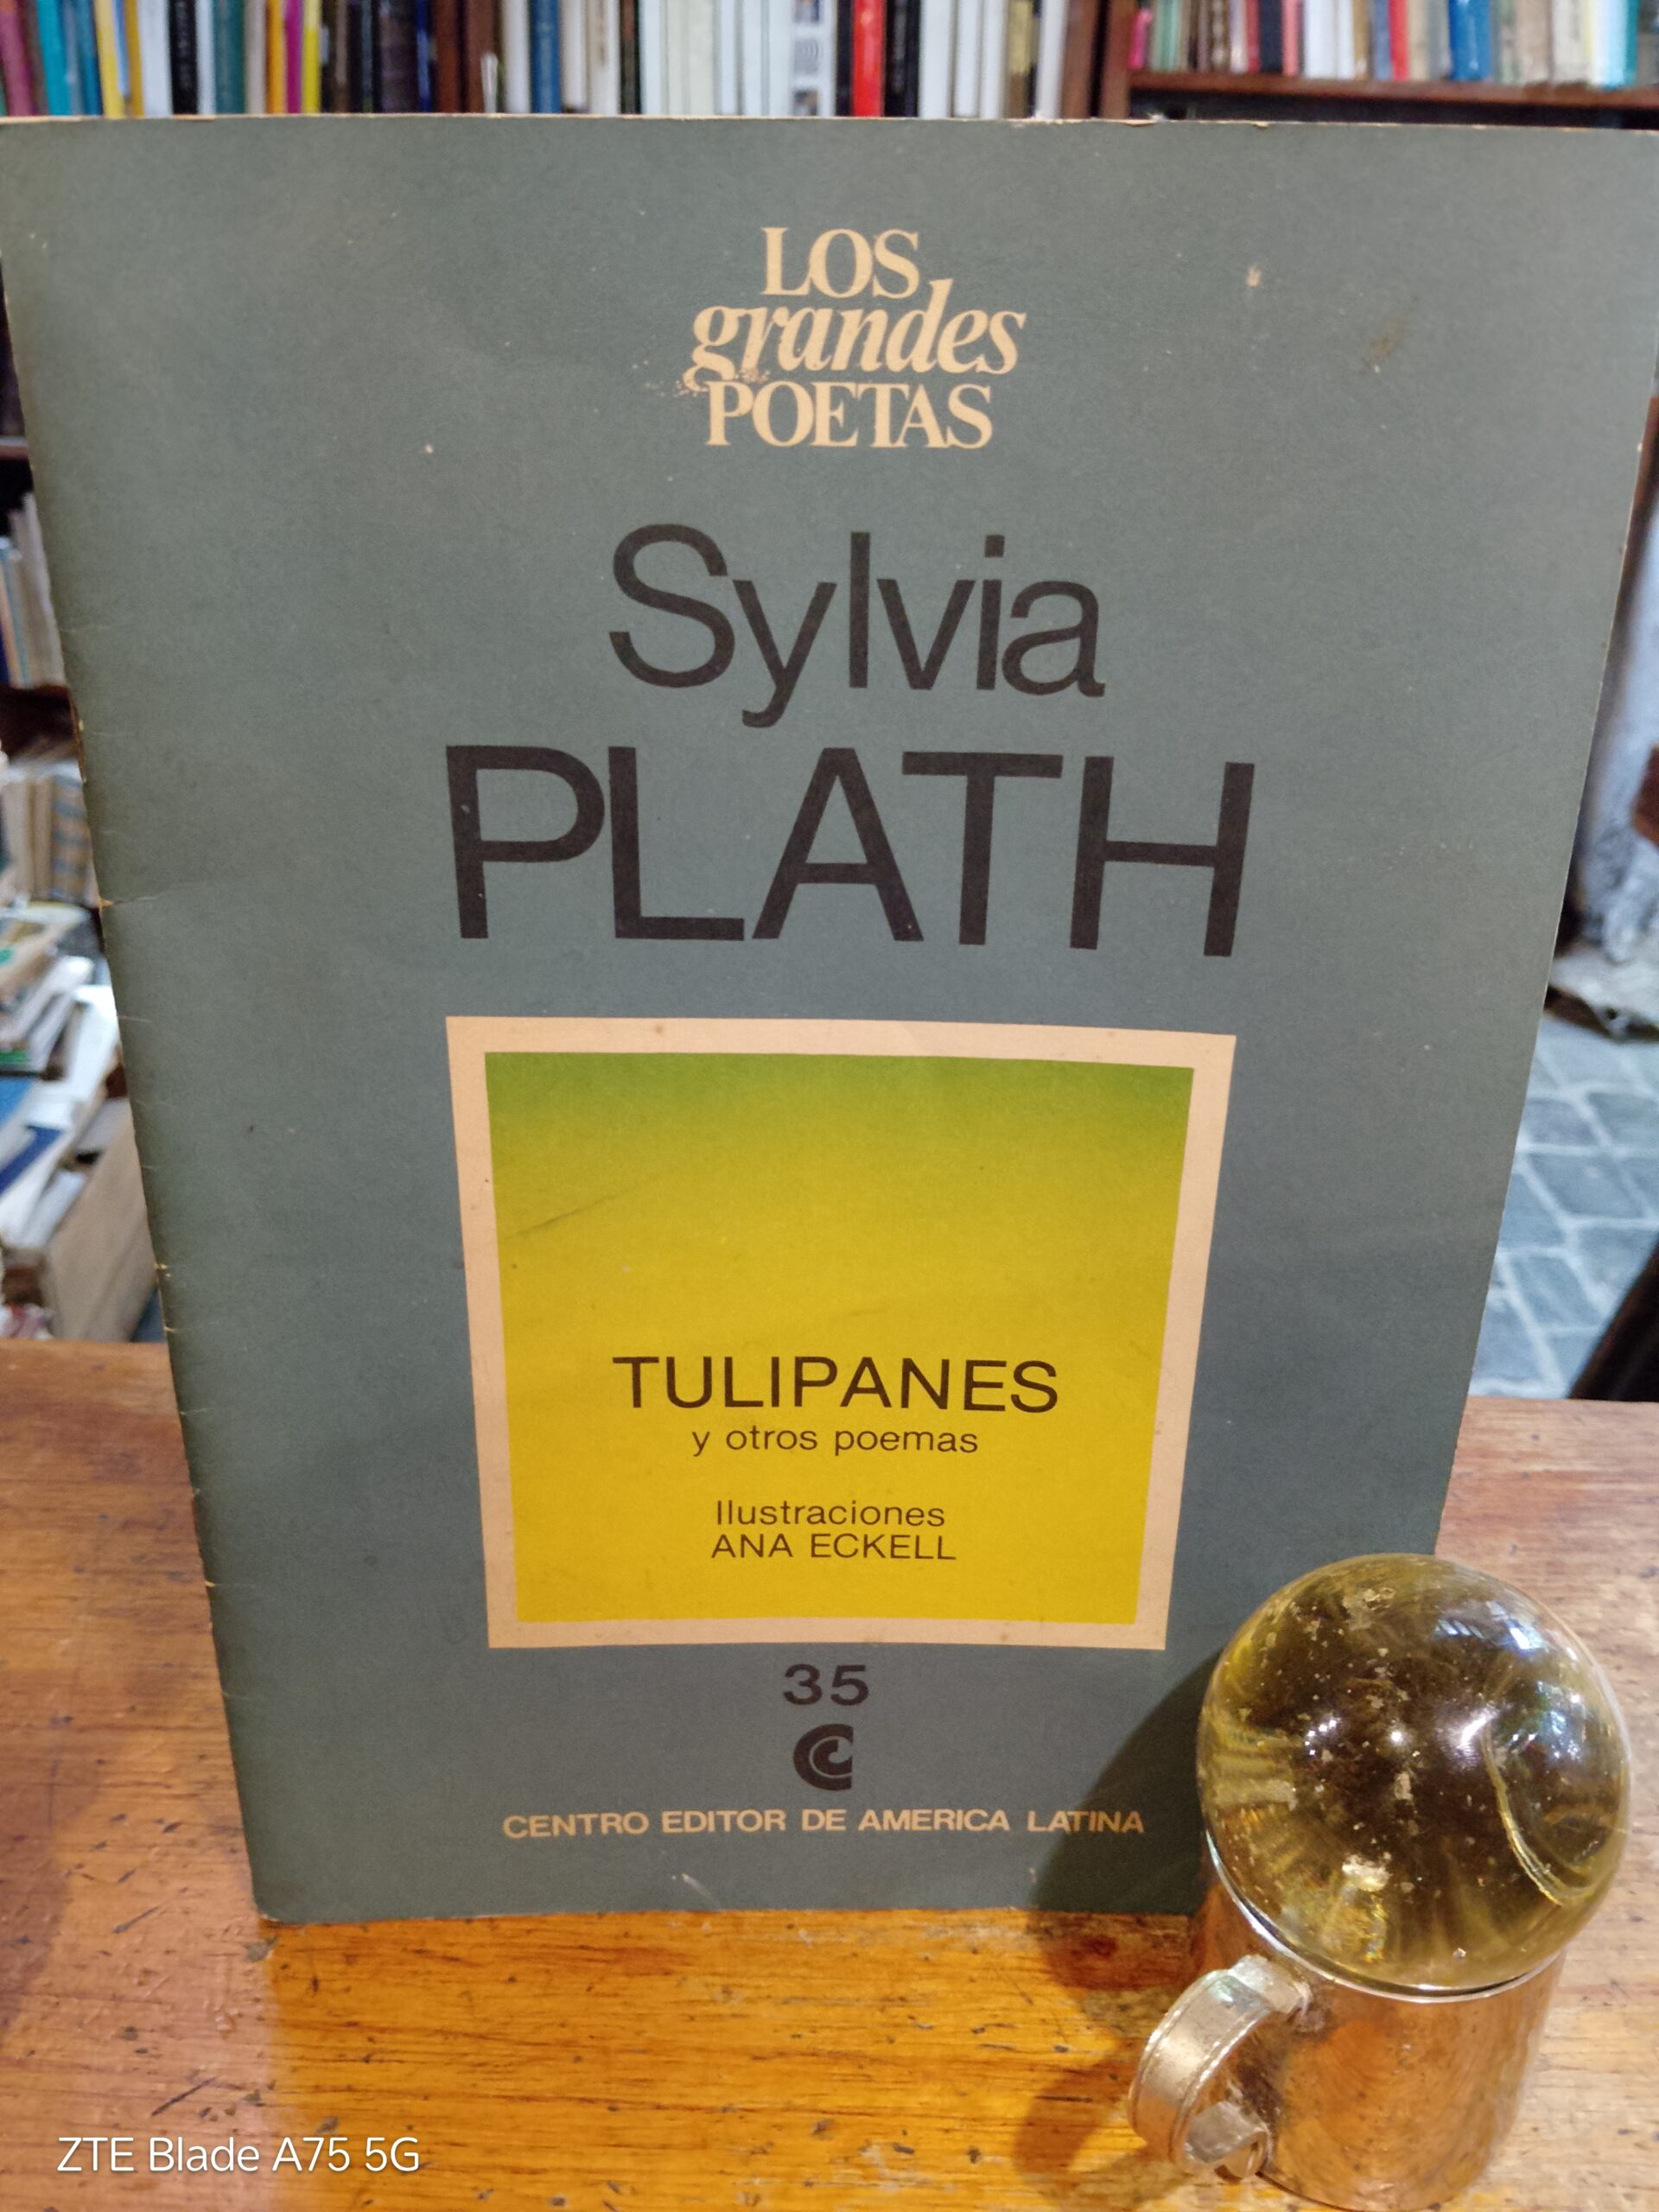 LOS
grandes
POETAS
Sylvia
PLATH
TULIPANES
y otros poemas
Ilustraciones
ANA ECKELL
35
CENTRO EDITOR DE AMERICA LATINA
ZTE Blade A75 5G